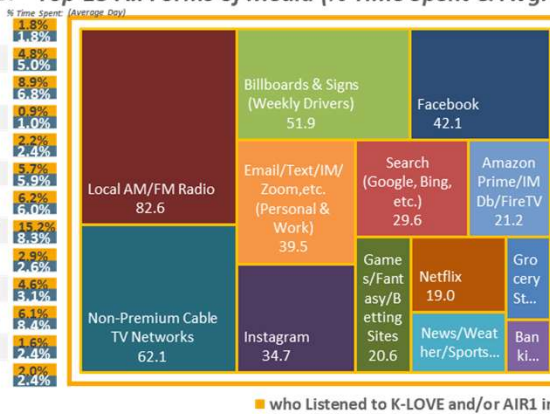 % Time Spent: (Average Day)
1.8%
1.8%
4.8%
5.0%
8.9%
6.8%
0.9%
1.0%
2.2%
2.4%
5.7%
5.9%
6.2%
6.0%
15.2%
8.3%
2.9%
2.6%
4.6%
3.1%
6.1%
8.4%
1.6%
2.4%
2.0%
2.4%
Local AM/FM Radio
82.6
Non-Premium Cable
TV Networks
62.1
Billboards & Signs
(Weekly Drivers)
51.9
Facebook
42.1
Email/Text/IM/
Zoom,etc.
(Personal &
Work)
39.5
Instagram
34.7
Search
(Google, Bing,
etc.)
29.6
Amazon
Prime/IM
Db/FireTV
21.2
Game
s/Fant
asy/B
etting
Sites
20.6
Netflix
19.0
News/Weat
her/Sports...
Gro
cery
St...
Ban
ki...
who Listened to K-LOVE and/or AIR1 i